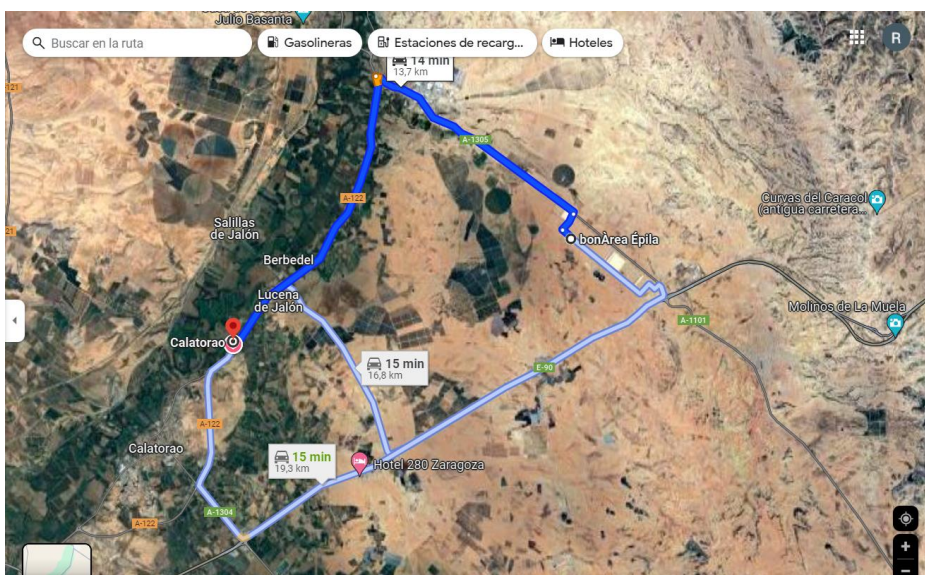 Julio Basanta
Buscar en la ruta
Gasolineras
Estaciones de recarg...
Hoteles
R
14 min
13,7 km
121
A-1305
A-122
Curvas del Caracol
(antigua carretera...
Salillas
de Jalón
21
bonÀrea Épila
Berbedel
Lucena
de Jalón
Molinos de La Muela
A-1101
Calatorao
15 min
16,8 km
E-90
A-122
Calatorao
15 min
19,3 km
Hotel 280 Zaragoza
A-1304
A-122